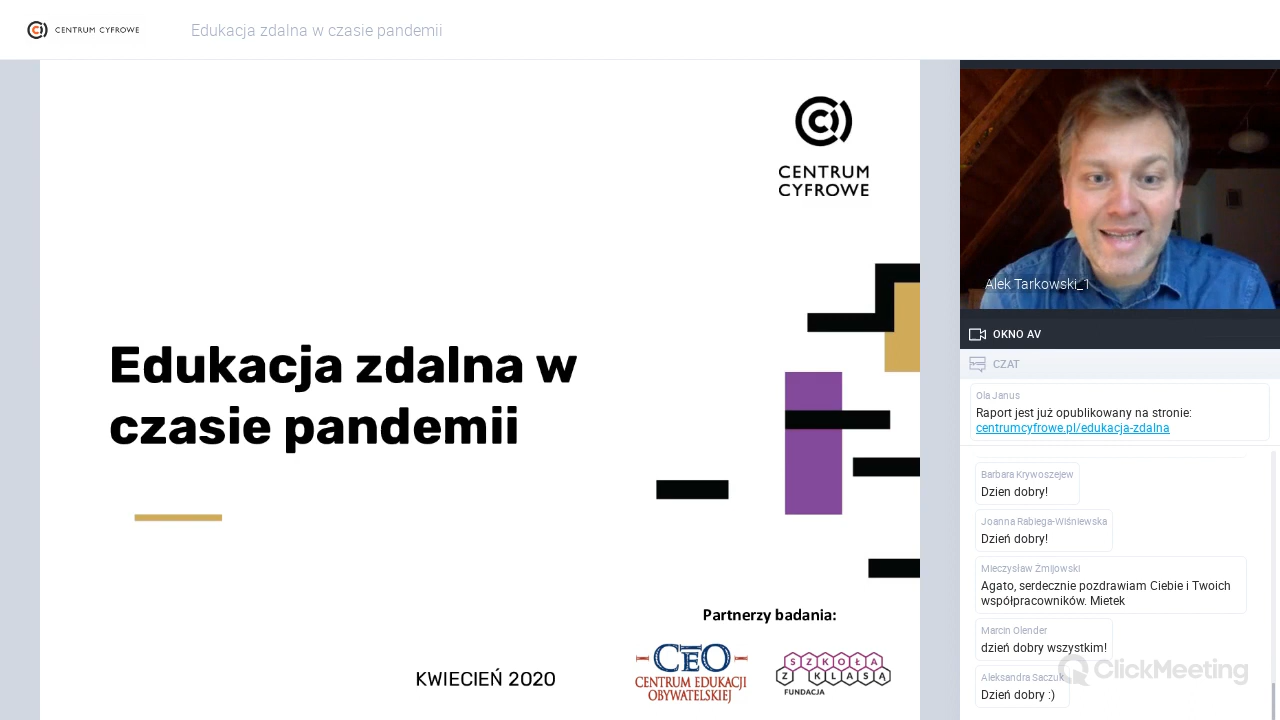 CENTRUM CYFROWE
Edukacja zdalna w czasie pandemii
CENTRUM
CYFROWE
Edukacja zdalna w
czasie pandemii
Partnerzy badania:
KWIECIEŃ 2020
CEO
CENTRUM EDUKACJI
OBYWATELSKIEJ
SZKOŁA
Z KLASĄ
FUNDACJA
Alek Tarkowski_1
OKNO AV
CZAT
Ola Janus
Raport jest już opublikowany na stronie:
centrumcyfrowe.pl/edukacja-zdalna
Barbara Krywoszejew
Dzien dobry!
Joanna Rabiega-Wiśniewska
Dzień dobry!
Mieczysław Żmijowski
Agato, serdecznie pozdrawiam Ciebie i Twoich
współpracowników. Mietek
Marcin Olender
dzień dobry wszystkim!
Aleksandra Saczuk
Dzień dobry :)
ClickMeeting